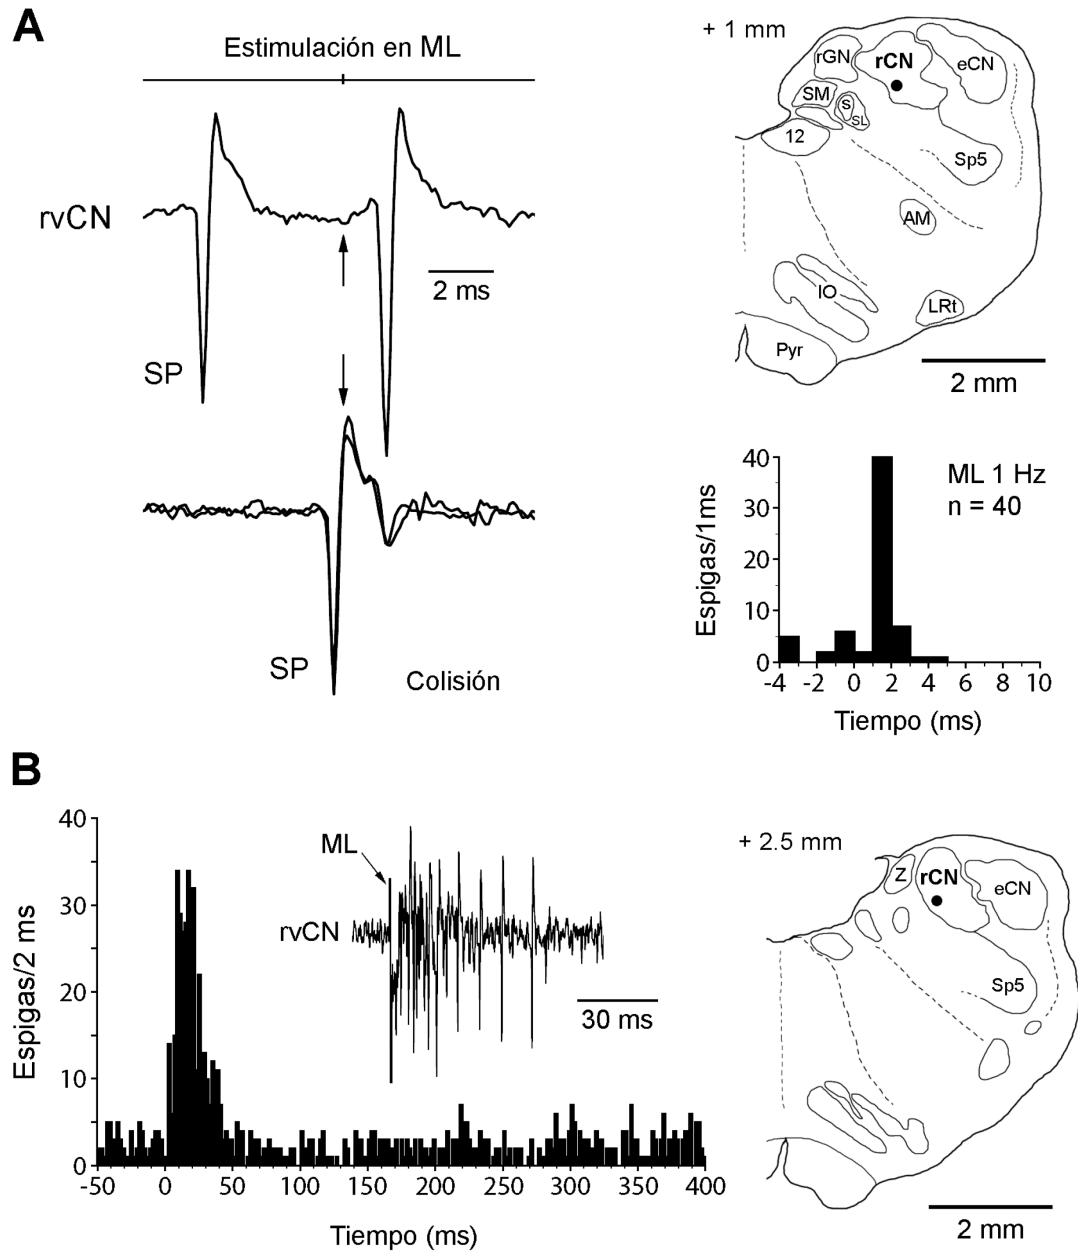 A
Estimulación en ML
rvCN
SP
2 ms
SP
Colisión
+ 1 mm
rGN
rCN
eCN
SM
S
SL
12
Sp5
AM
IO
LRt
Pyr
2 mm
Espigas/1ms
40
30
20
10
0
ML 1 Hz
n = 40
-4 -2 0 2 4 6 8 10
Tiempo (ms)
B
Espigas/2 ms
40
30
20
10
0
ML
rvCN
30 ms
-50 0 50 100 150 200 250 300 350 400
Tiempo (ms)
+ 2.5 mm
Z
rCN
eCN
Sp5
2 mm